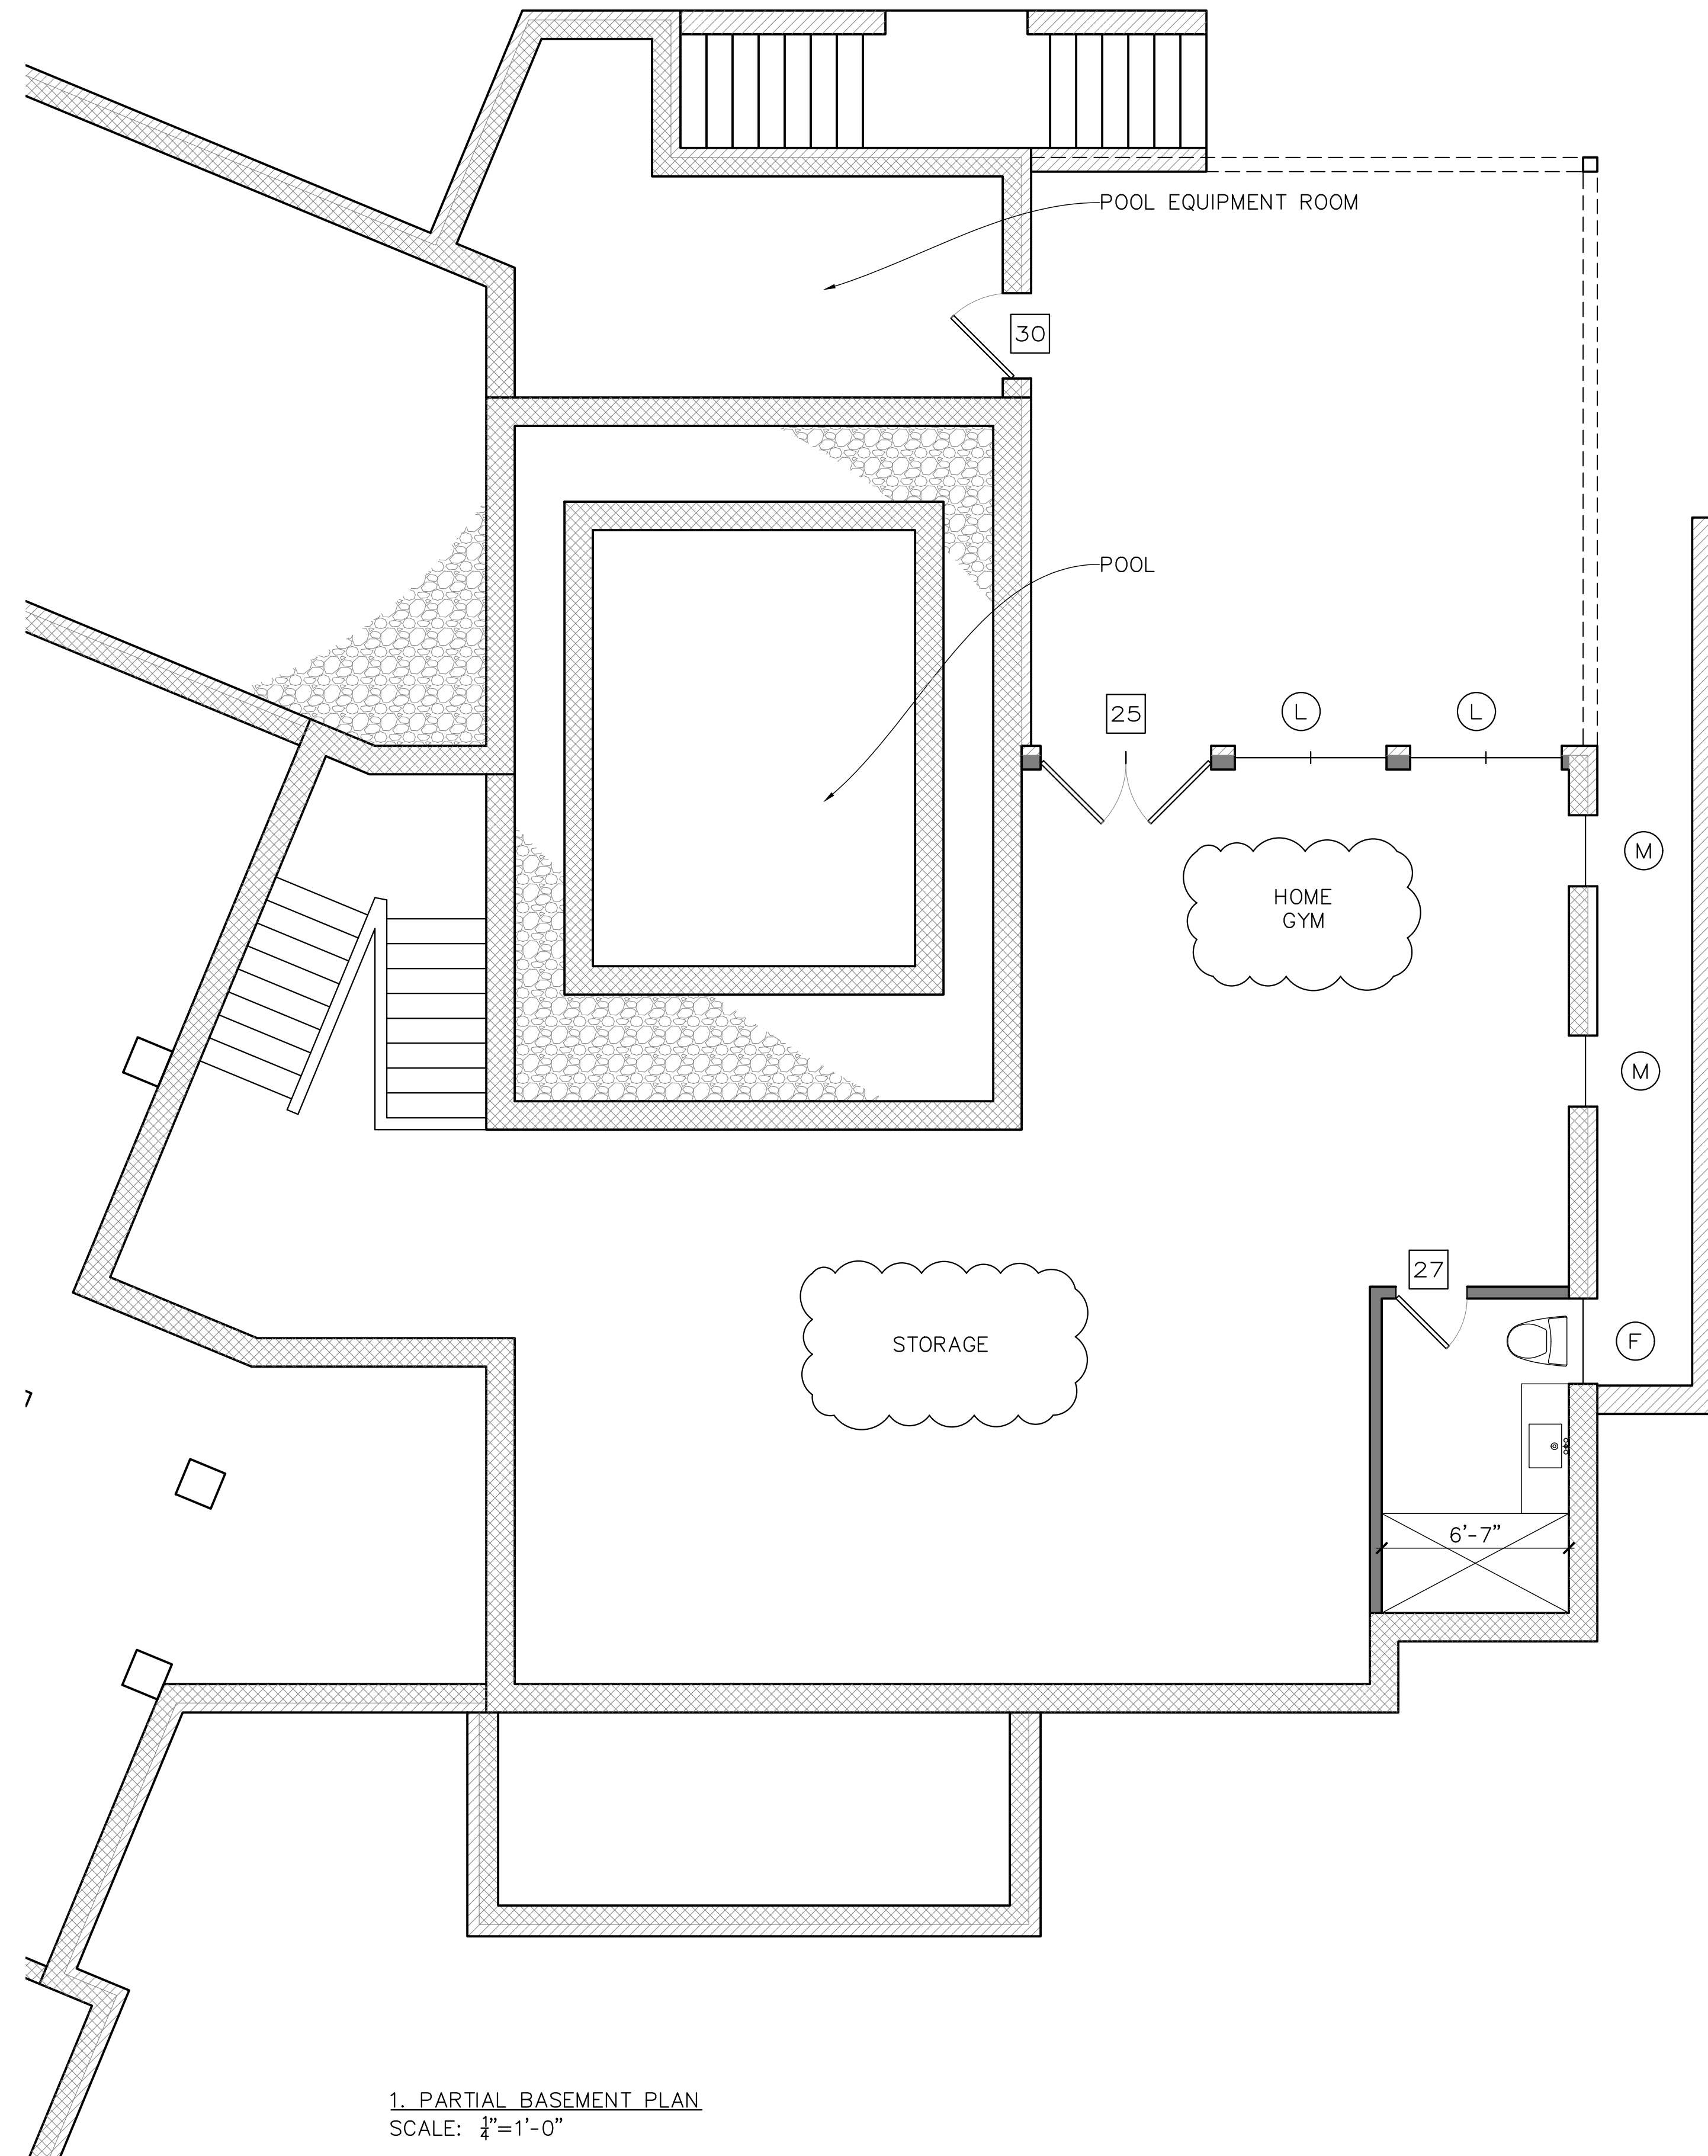 POOL EQUIPMENT ROOM
30
POOL
25
L
L
M
HOME
GYM
M
27
F
STORAGE
6'-7"
1. PARTIAL BASEMENT PLAN
SCALE: 1/4"=1'-0"